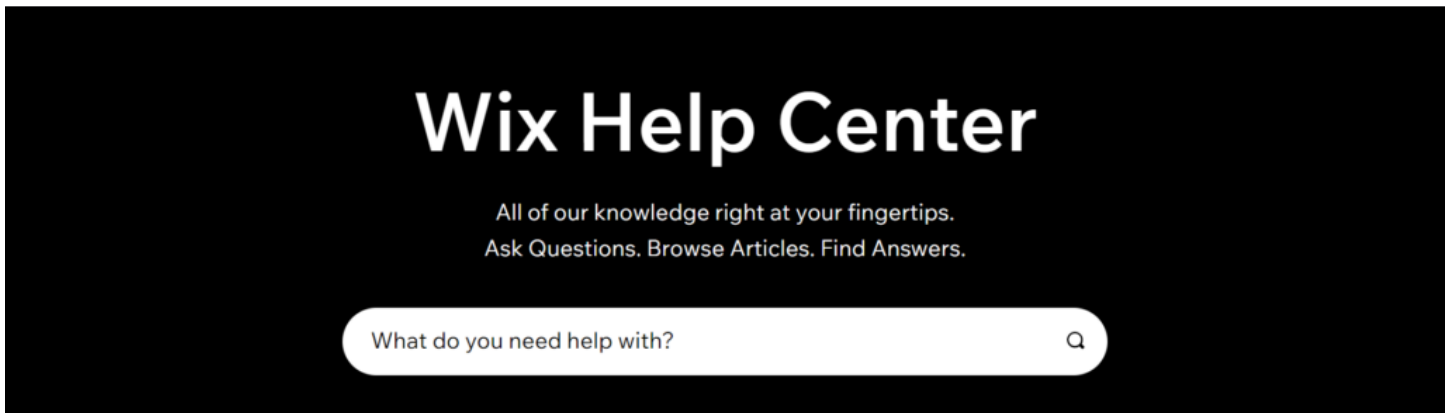 Wix Help Center
All of our knowledge right at your fingertips.
Ask Questions. Browse Articles. Find Answers.
What do you need help with?